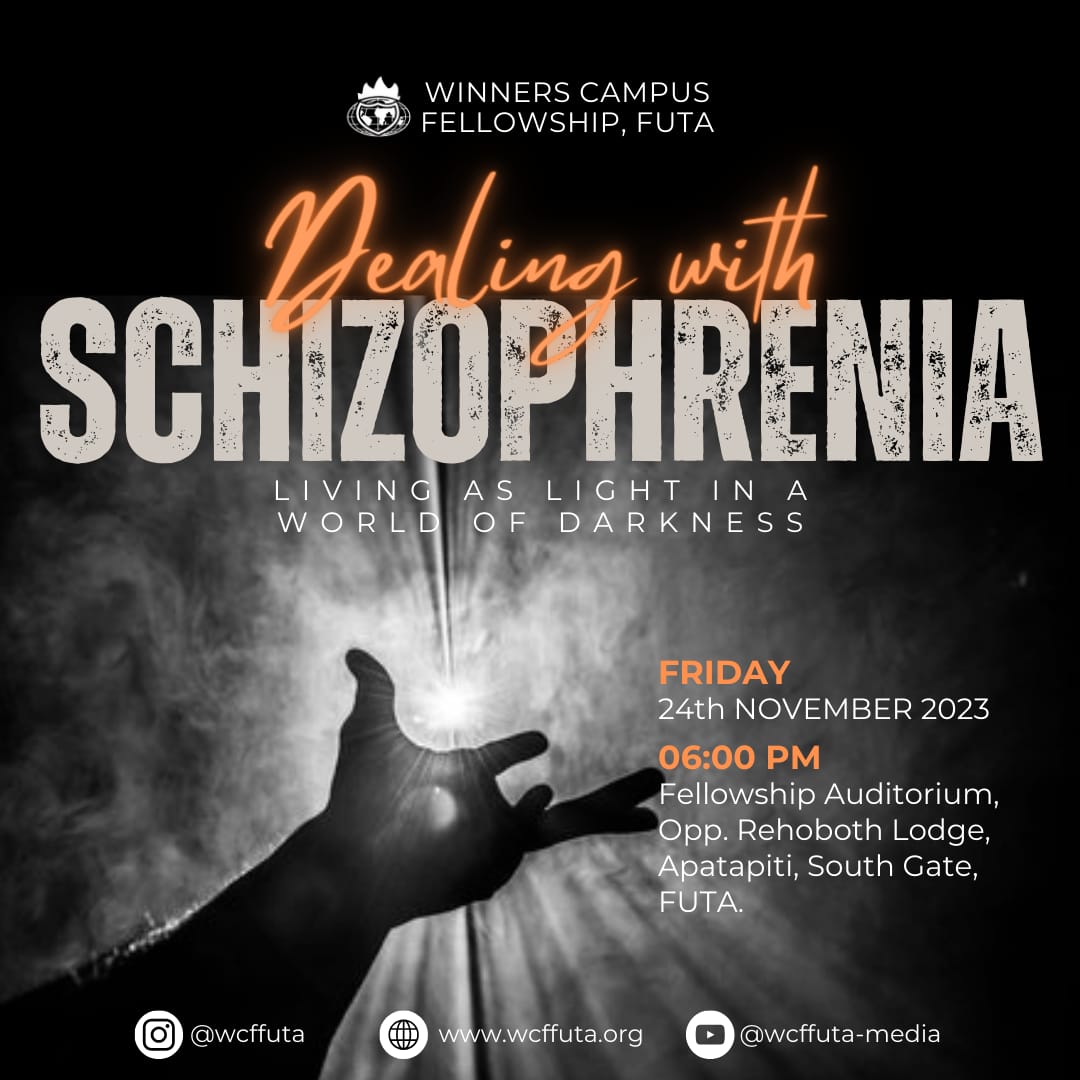 WINNERS CAMPUS
FELLOWSHIP, FUTA
Dealing with
SCHIZOPHRENIA
LIVING AS LIGHT IN A
WORLD OF DARKNESS
FRIDAY
24th NOVEMBER 2023
06:00 PM
Fellowship Auditorium,
Opp. Rehoboth Lodge,
Apatapiti, South Gate,
FUTA.
@wcffuta www.wcffuta.org @wcffuta-media